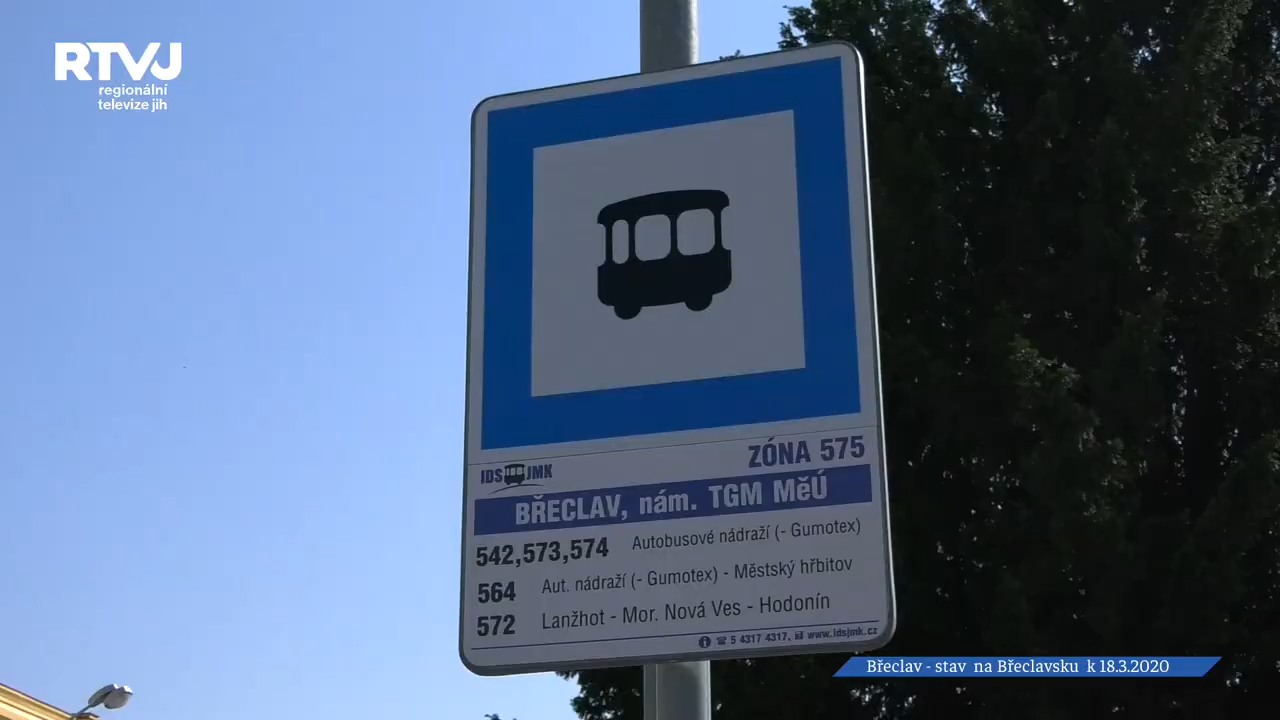 RTVJ
regionální
televize jih
ZÓNA 575
IDS JMK
BŘECLAV, nám. TGM MěÚ
542,573,574 Autobusové nádraží (- Gumotex)
564 Aut. nádraží (- Gumotex) - Městský hřbitov
572 Lanžhot - Mor. Nová Ves - Hodonín
5 4317 4317, www.idsjmk.cz
Břeclav - stav na Břeclavsku k 18.3.2020